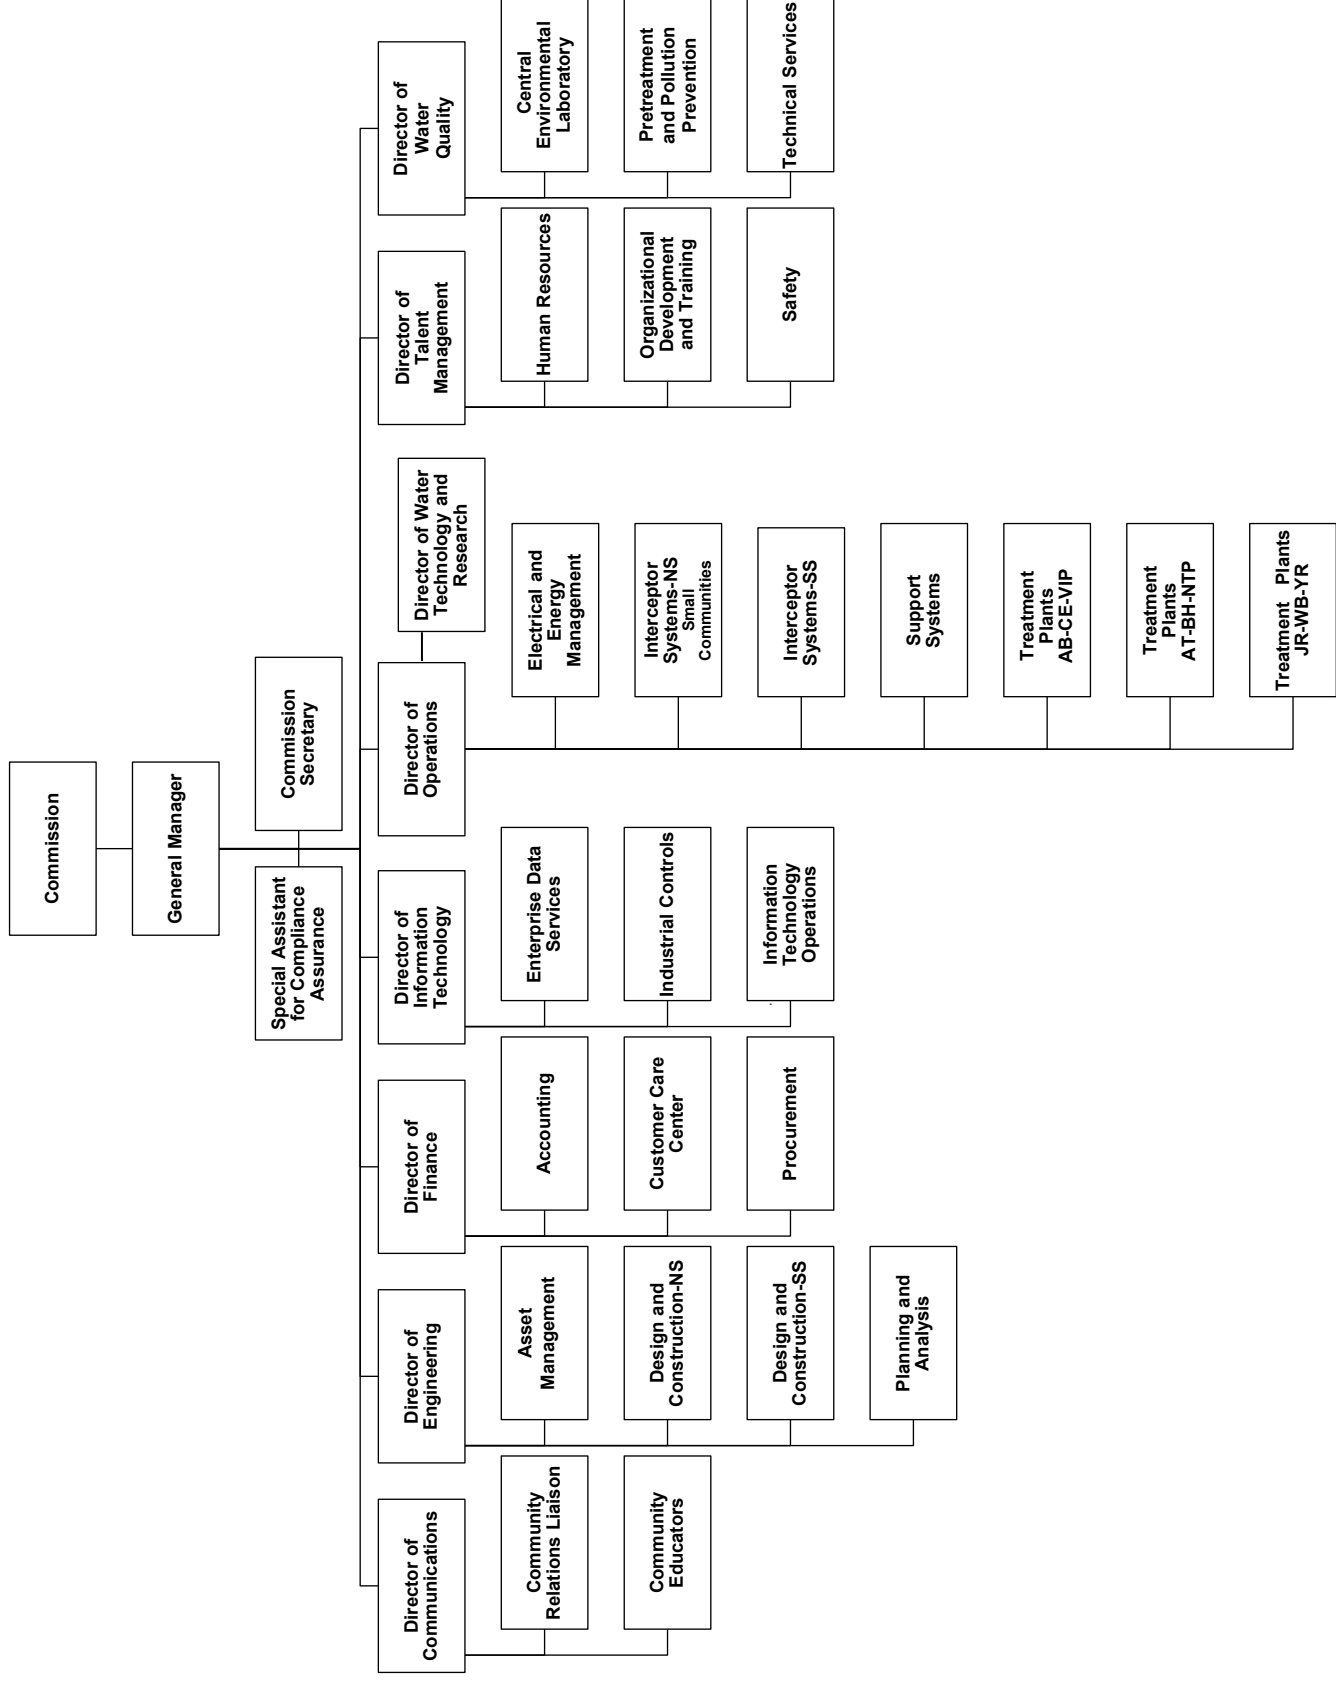 Commission
General Manager
Special Assistant
for Compliance
Assurance
Commission
Secretary
Director of
Communications
Community
Relations Liaison
Community
Educators
Director of
Engineering
Asset
Management
Design and
Construction-NS
Design and
Construction-SS
Planning and
Analysis
Director of
Finance
Accounting
Customer Care
Center
Procurement
Director of
Information
Technology
Enterprise Data
Services
Industrial Controls
Information
Technology
Operations
Director of
Operations
Director of Water
Technology and
Research
Electrical and
Energy
Management
Interceptor
Systems-NS
Small
Communities
Interceptor
Systems-SS
Support
Systems
Treatment
Plants
AB-CE-VIP
Treatment
Plants
AT-BH-NTP
Treatment Plants
JR-WB-YR
Director of
Talent
Management
Human Resources
Organizational
Development
and Training
Safety
Director of
Water
Quality
Central
Environmental
Laboratory
Pretreatment
and Pollution
Prevention
Technical Services